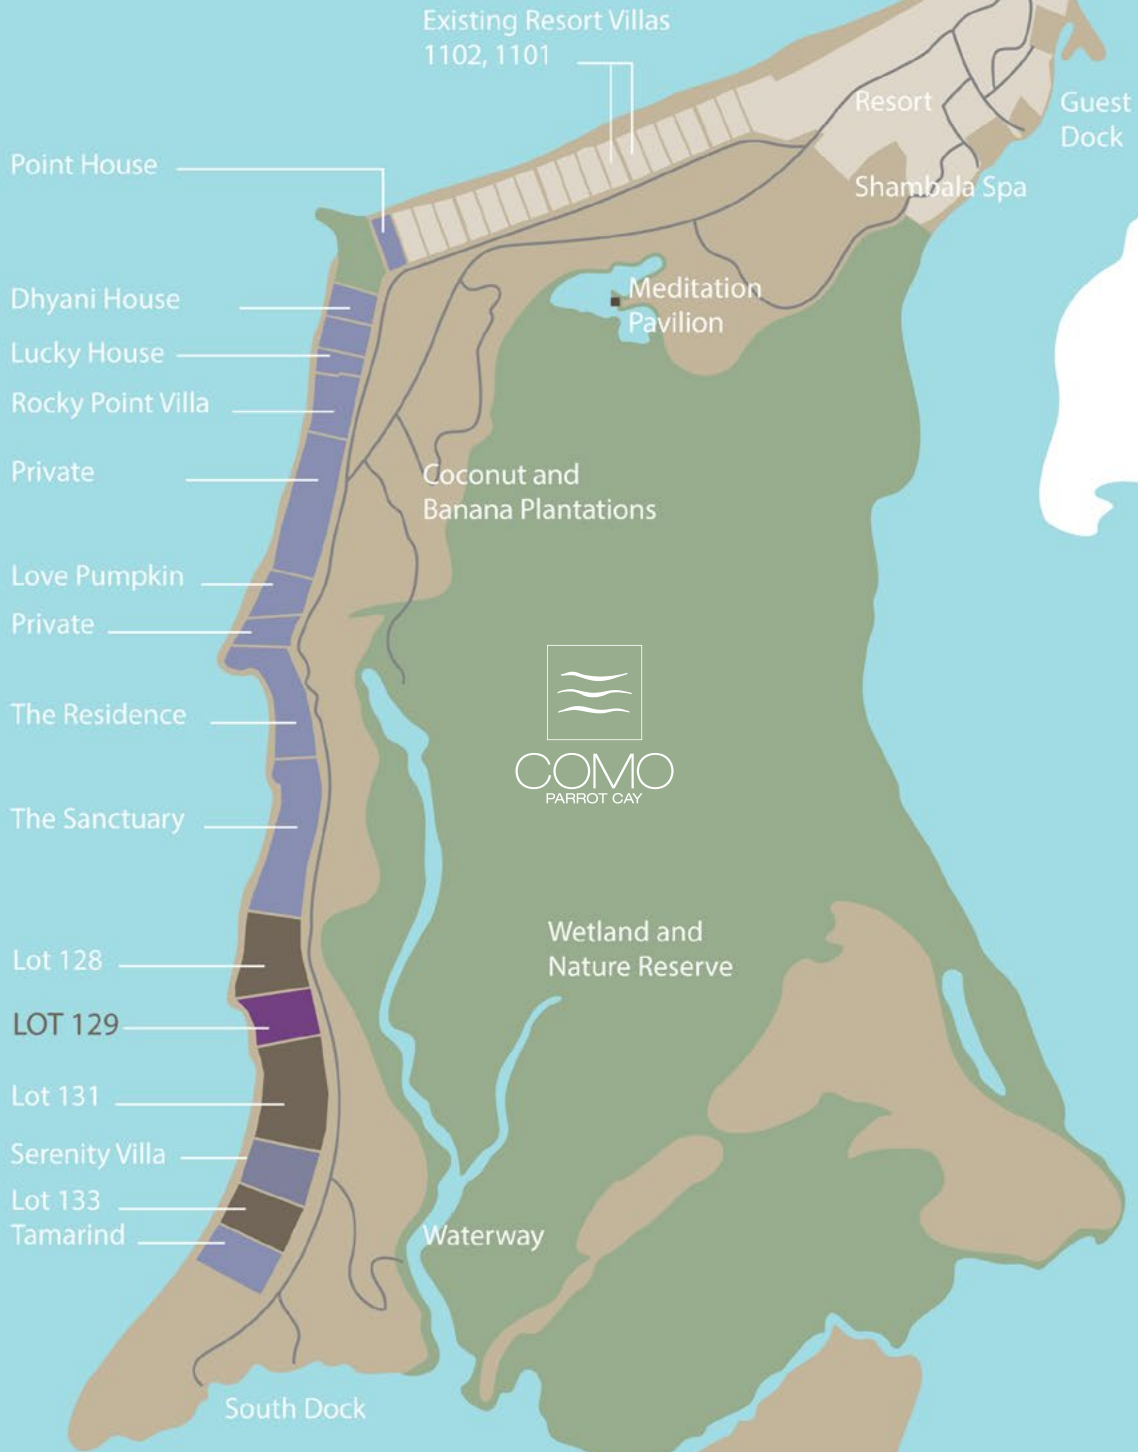 Existing Resort Villas
1102, 1101
Resort
Guest
Dock
Point House
Shambala Spa
Meditation
Pavilion
Dhyani House
Lucky House
Rocky Point Villa
Private
Coconut and
Banana Plantations
Love Pumpkin
Private
The Residence
COMO
PARROT CAY
The Sanctuary
Wetland and
Nature Reserve
Lot 128
LOT 129
Lot 131
Serenity Villa
Lot 133
Tamarind
Waterway
South Dock